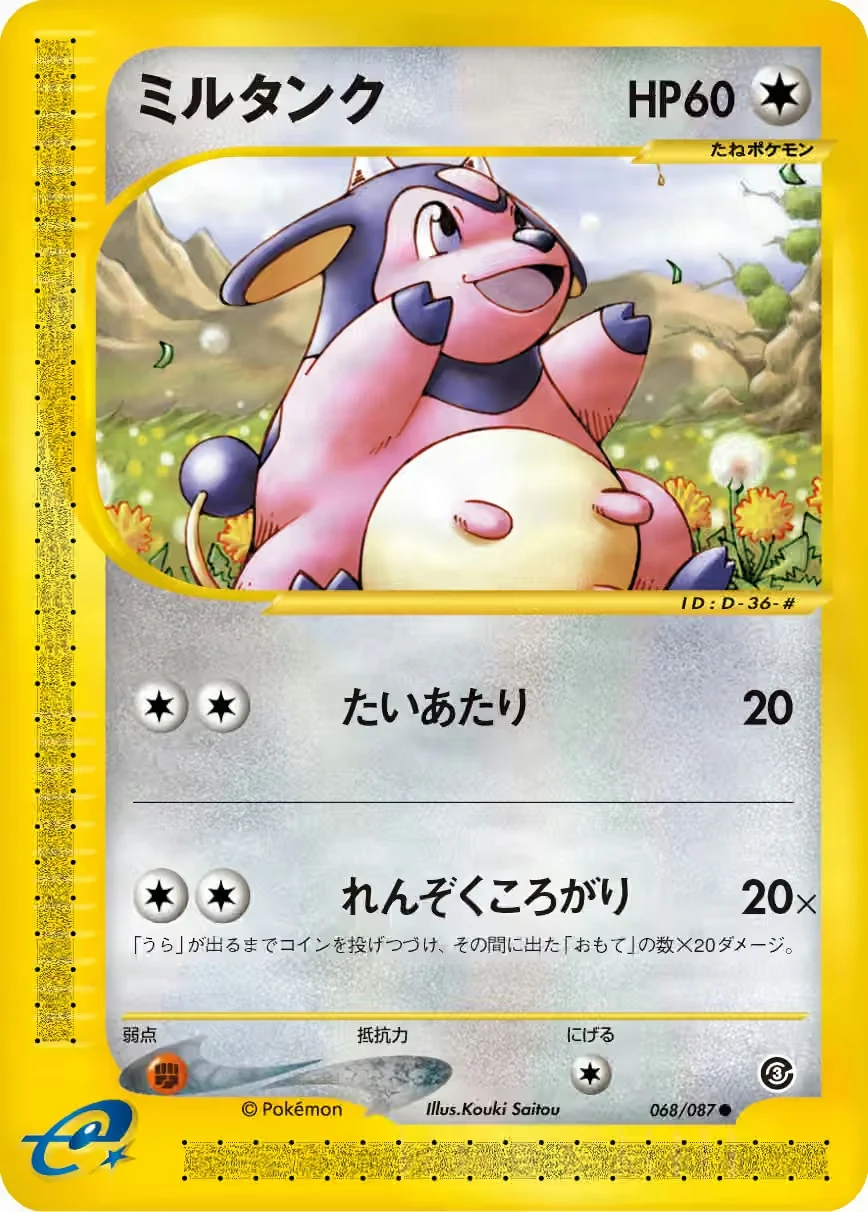 ミルタンク HP60
たねポケモン
ID:D-36-#
たいあたり 20
れんぞくころがり 20×
「うら」が出るまでコインを投げつづけ、その間に出た「おもて」の数×20ダメージ。
弱点 抵抗力 にげる
3
© Pokémon Illus.Kouki Saitou 068/087●
e